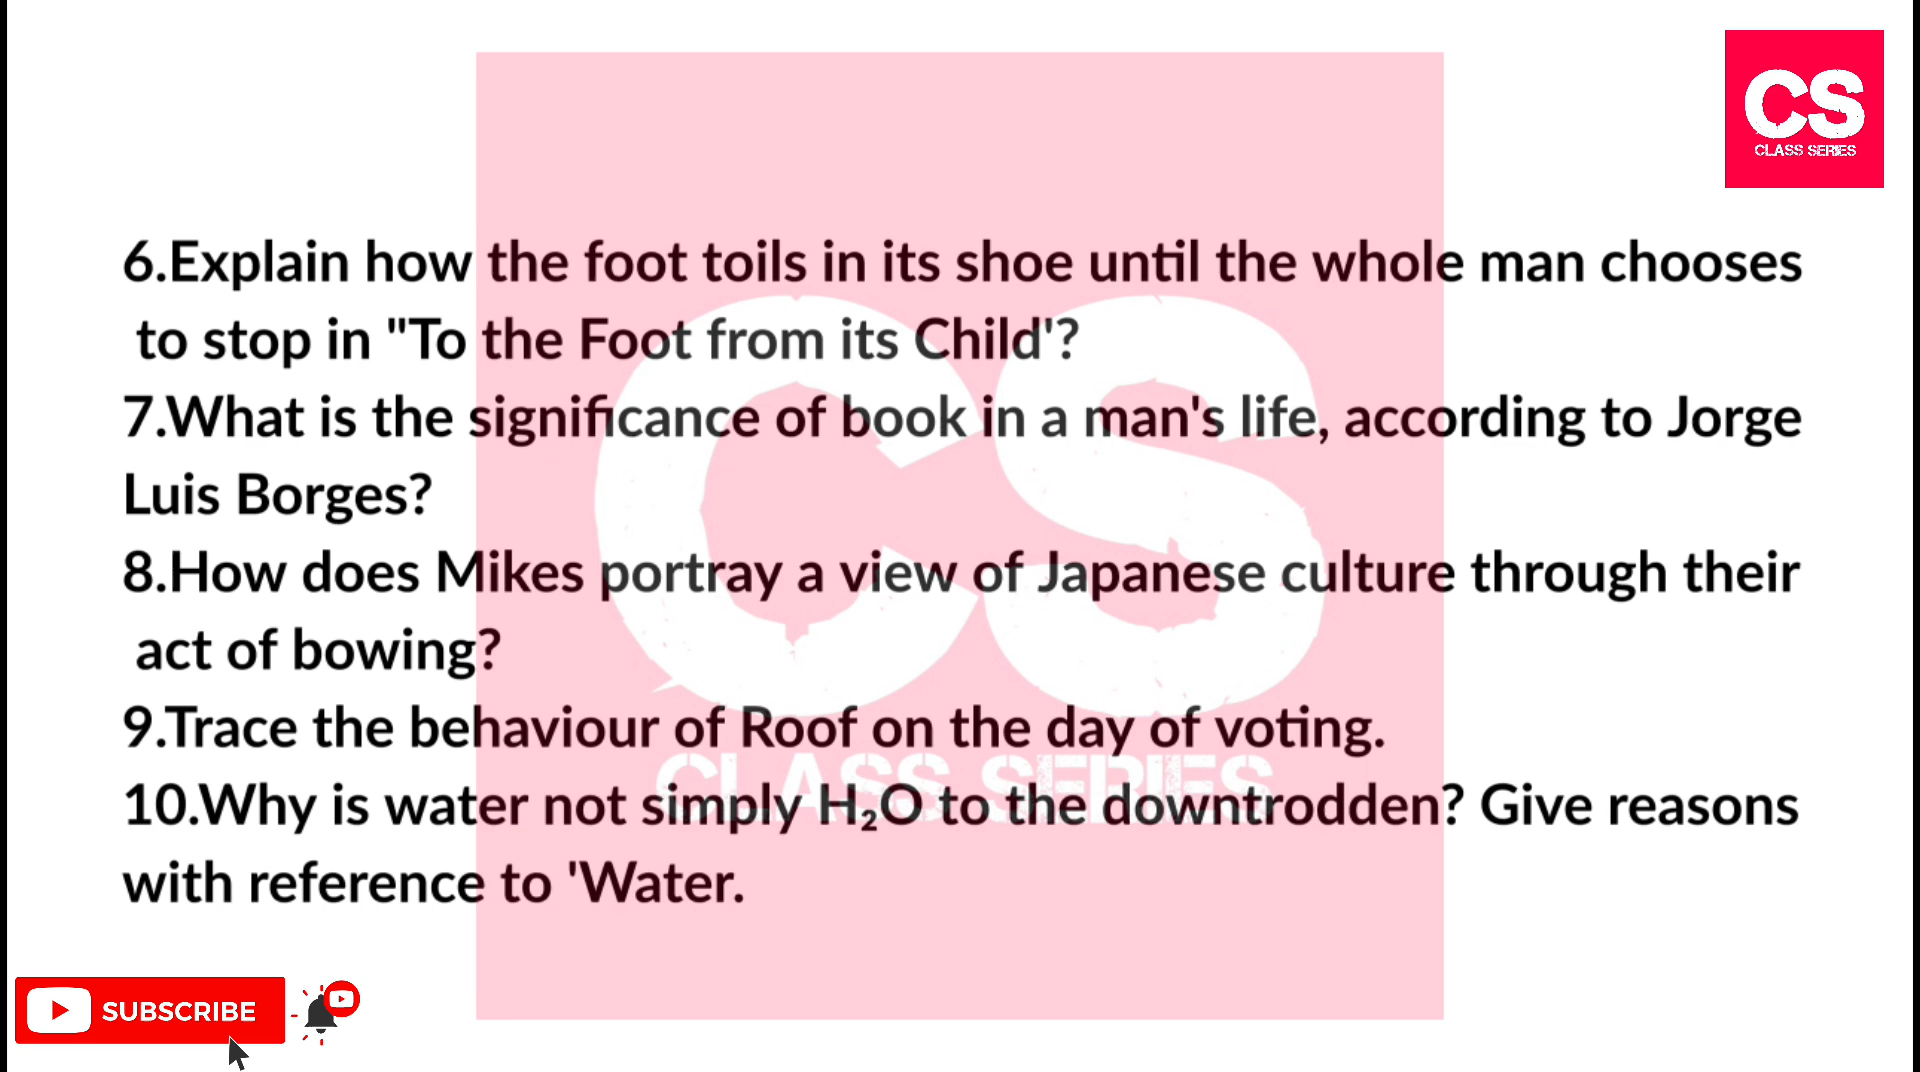 CS
CLASS SERIES
6.Explain how the foot toils in its shoe until the whole man chooses
to stop in "To the Foot from its Child'?
7.What is the significance of book in a man's life, according to Jorge
Luis Borges?
8.How does Mikes portray a view of Japanese culture through their
act of bowing?
9.Trace the behaviour of Roof on the day of voting.
CS
CLASS SERIES
10.Why is water not simply H₂O to the downtrodden? Give reasons
with reference to 'Water.
SUBSCRIBE